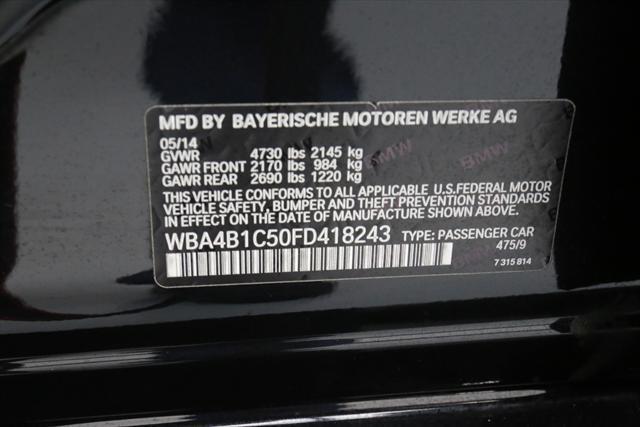 MFD BY BAYERISCHE MOTOREN WERKE AG
05/14
GVWR 4730 lbs 2145 kg
GAWR FRONT 2170 lbs 984 kg
GAWR REAR 2690 lbs 1220 kg
THIS VEHICLE CONFORMS TO ALL APPLICABLE U.S.FEDERAL MOTOR
VEHICLE SAFETY, BUMPER AND THEFT PREVENTION STANDARDS
IN EFFECT ON THE DATE OF MANUFACTURE SHOWN ABOVE.
WBA4B1C50FD418243 TYPE: PASSENGER CAR
475/9
7 315 814
BMW
BMW